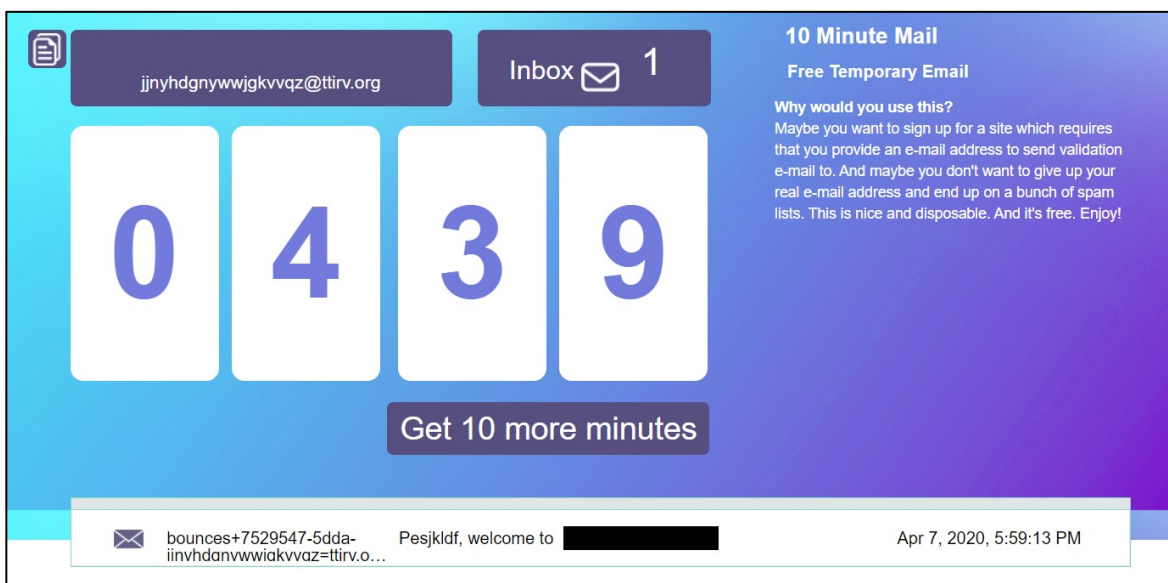 jjnyhdgnywwjgkvvqz@ttirv.org
Inbox 1
0 4 3 9
Get 10 more minutes
10 Minute Mail
Free Temporary Email
Why would you use this?
Maybe you want to sign up for a site which requires
that you provide an e-mail address to send validation
e-mail to. And maybe you don't want to give up your
real e-mail address and end up on a bunch of spam
lists. This is nice and disposable. And it's free. Enjoy!
bounces+7529547-5dda-
jjnyhdgnywwjgkvvqz=ttirv.o…
Pesjkldf, welcome to
Apr 7, 2020, 5:59:13 PM